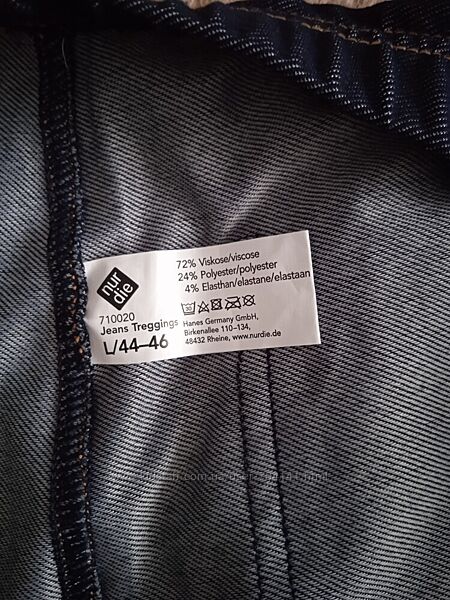 nur
die
710020
Jeans Treggings
L/44–46
72% Viskose/viscose
24% Polyester/polyester
4% Elasthan/elastane/elastaan
30
Hanes Germany GmbH,
Birkenallee 110–134,
48432 Rheine, www.nurdie.de